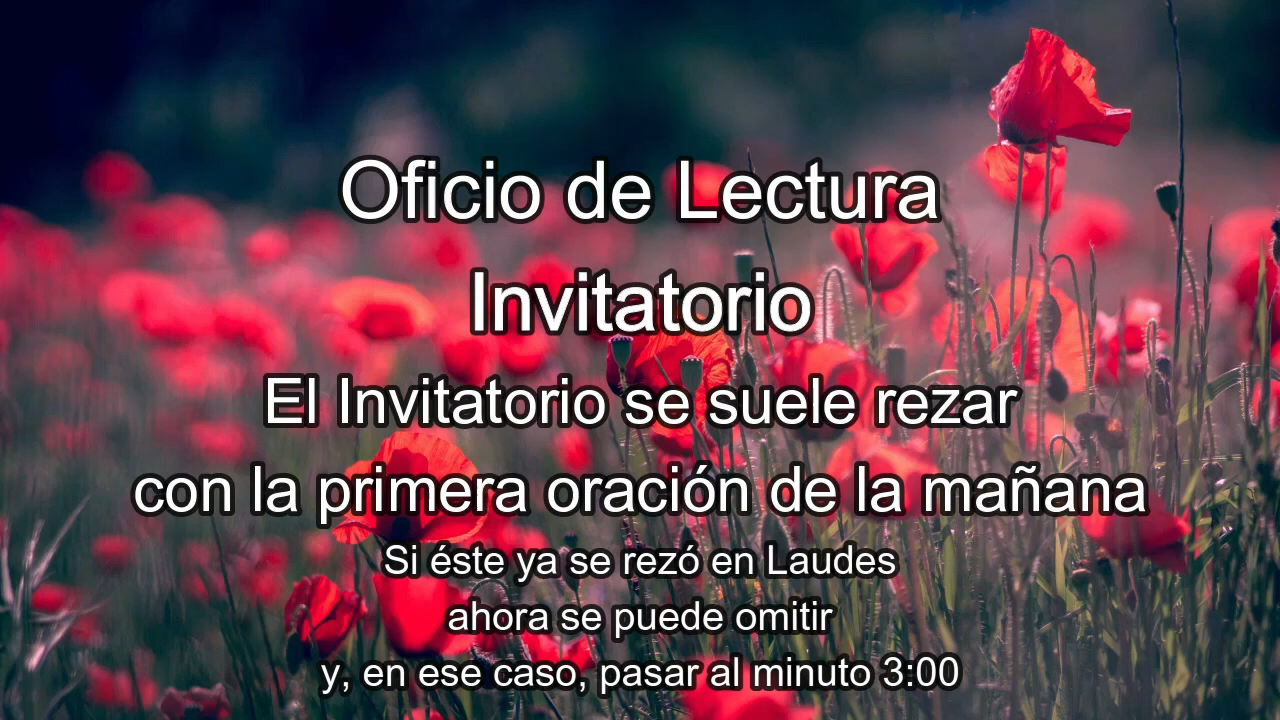 Oficio de Lectura
Invitatorio
El Invitatorio se suele rezar
con la primera oración de la mañana
Si éste ya se rezó en Laudes
ahora se puede omitir
y, en ese caso, pasar al minuto 3:00